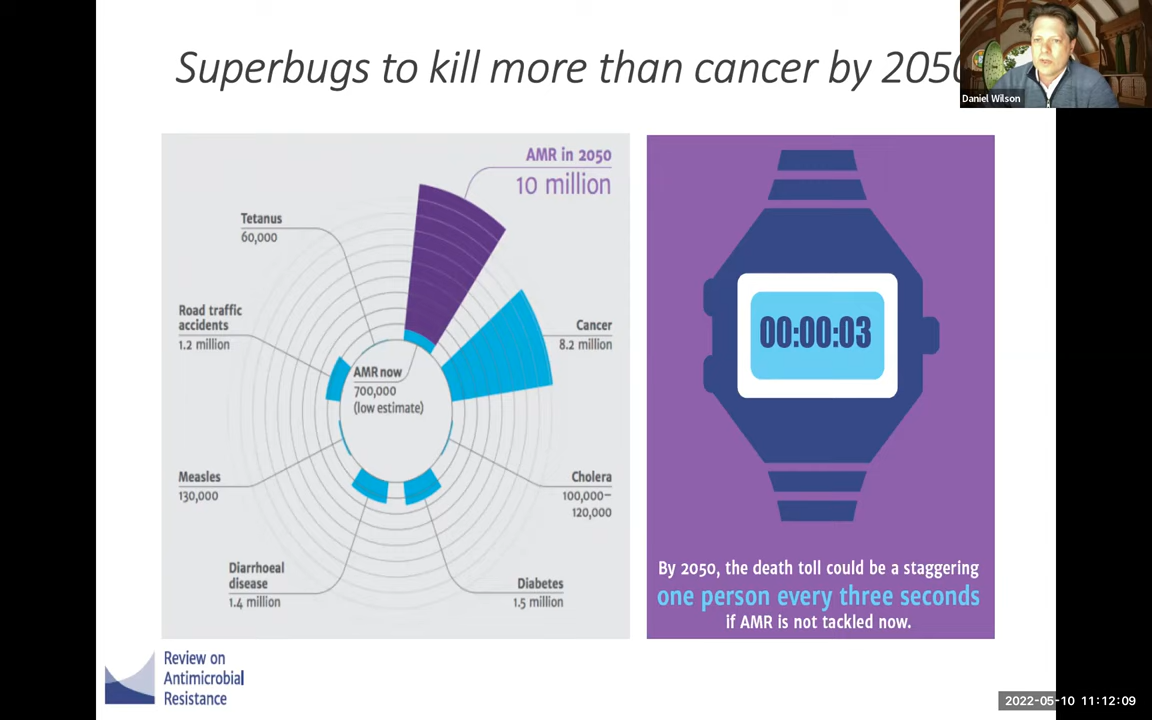 Superbugs to kill more than cancer by 2050
Daniel Wilson
AMR in 2050
10 million
Tetanus
60,000
Road traffic
accidents
1.2 million
Cancer
8.2 million
AMR now
700,000
(low estimate)
Measles
130,000
Cholera
100,000–
120,000
Diarrhoeal
disease
1.4 million
Diabetes
1.5 million
00:00:03
By 2050, the death toll could be a staggering
one person every three seconds
if AMR is not tackled now.
Review on
Antimicrobial
Resistance
2022-05-10 11:12:09